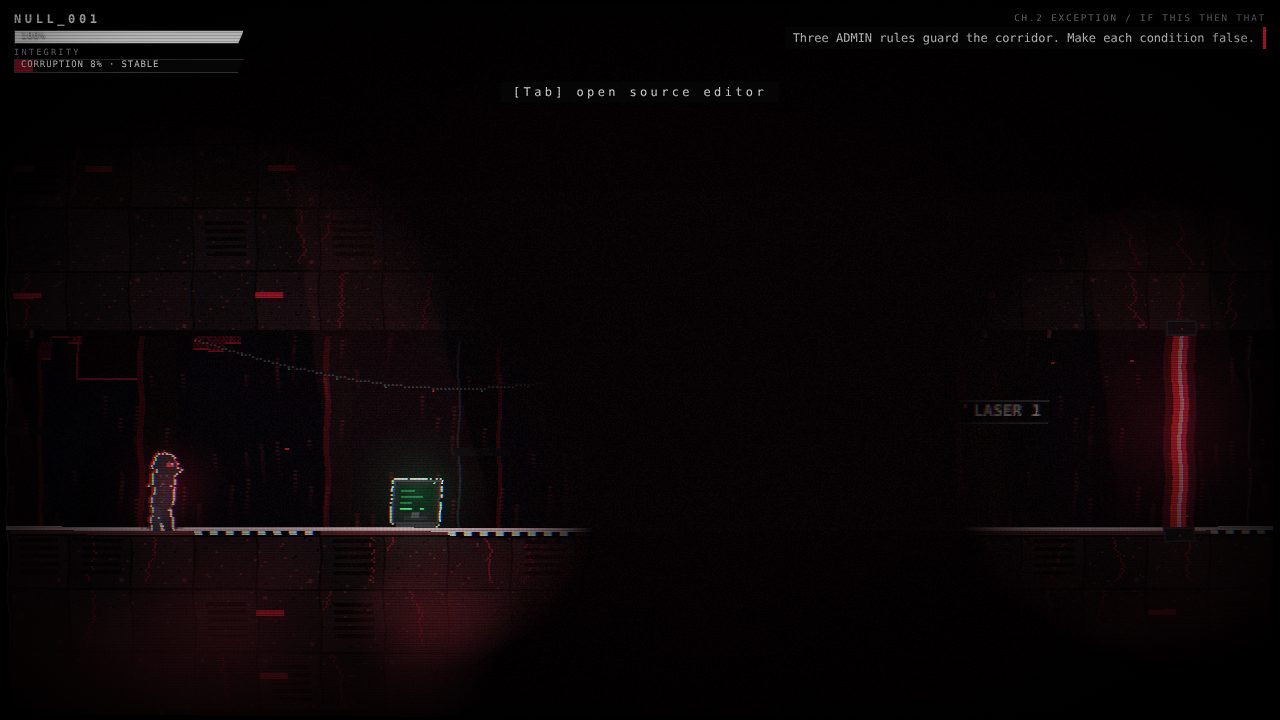 NULL_001
100%
INTEGRITY
CORRUPTION 8% · STABLE
CH.2 EXCEPTION / IF THIS THEN THAT
Three ADMIN rules guard the corridor. Make each condition false.
[Tab] open source editor
LASER 1